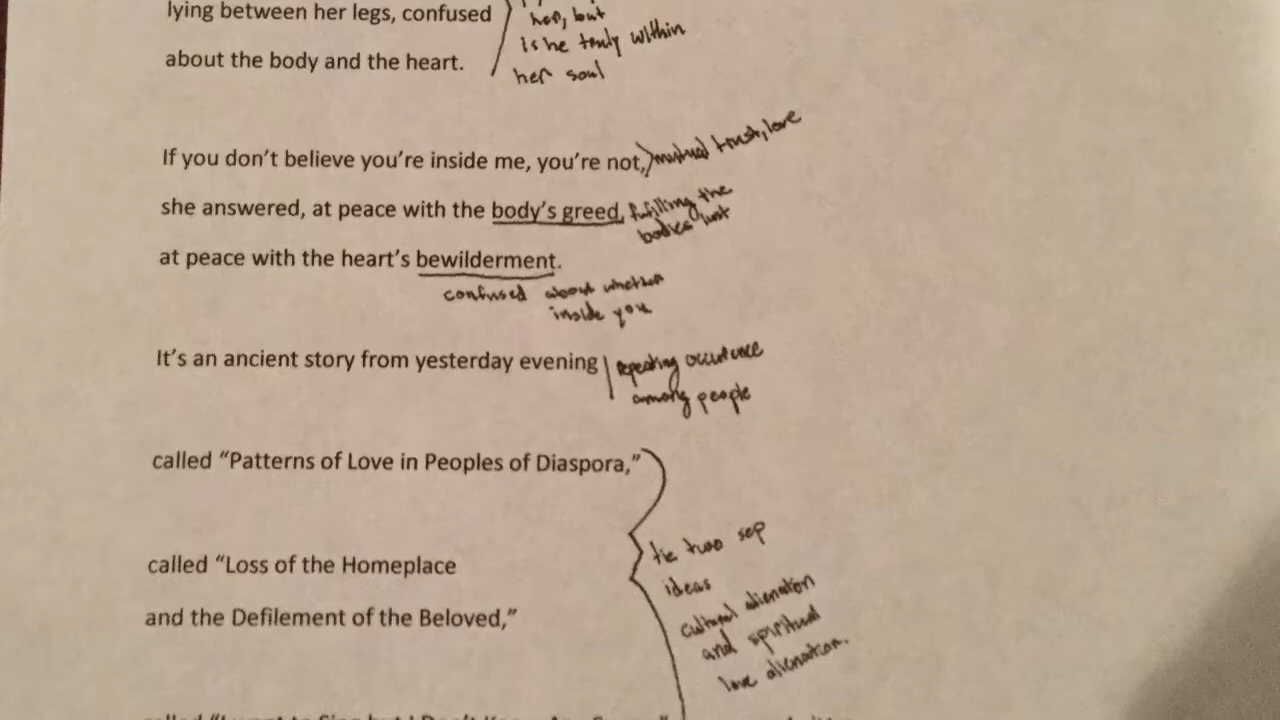 lying between her legs, confused
her, but
is he truly within
about the body and the heart.
her soul
If you don't believe you're inside me, you're not,
mutual trust, love
she answered, at peace with the body's greed,
fulfilling the
bodies lust
at peace with the heart's bewilderment.
confused about whether
inside you
It's an ancient story from yesterday evening
repeating occurence
among people
called “Patterns of Love in Peoples of Diaspora,”
tie two sep
ideas
called “Loss of the Homeplace
cultural alienation
and the Defilement of the Beloved,”
and spiritual
love alienation.